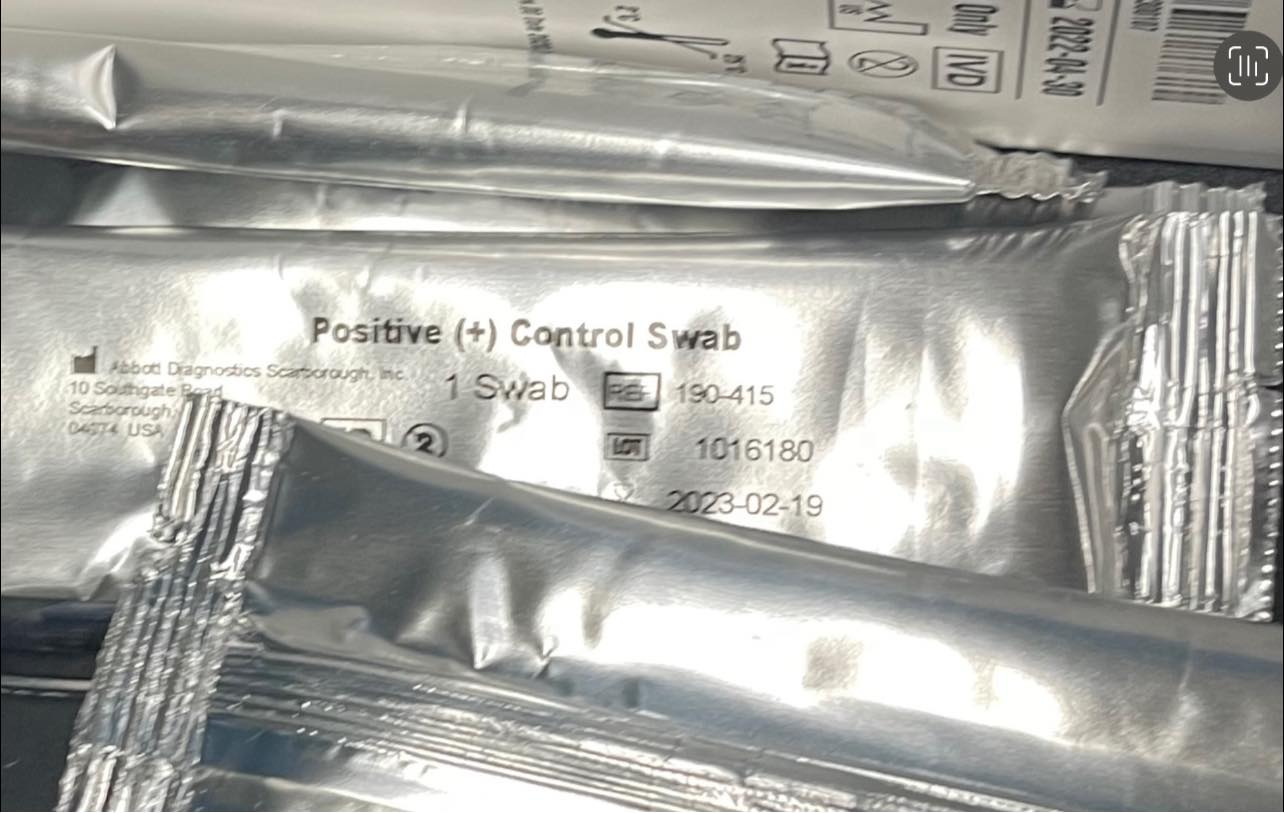 Only
IVD
2022-04-30
Positive (+) Control Swab
Abbott Diagnostics Scarborough, Inc.
10 Southgate Road
Scarborough
04074 USA
1 Swab
REF 190-415
2
LOT 1016180
2023-02-19